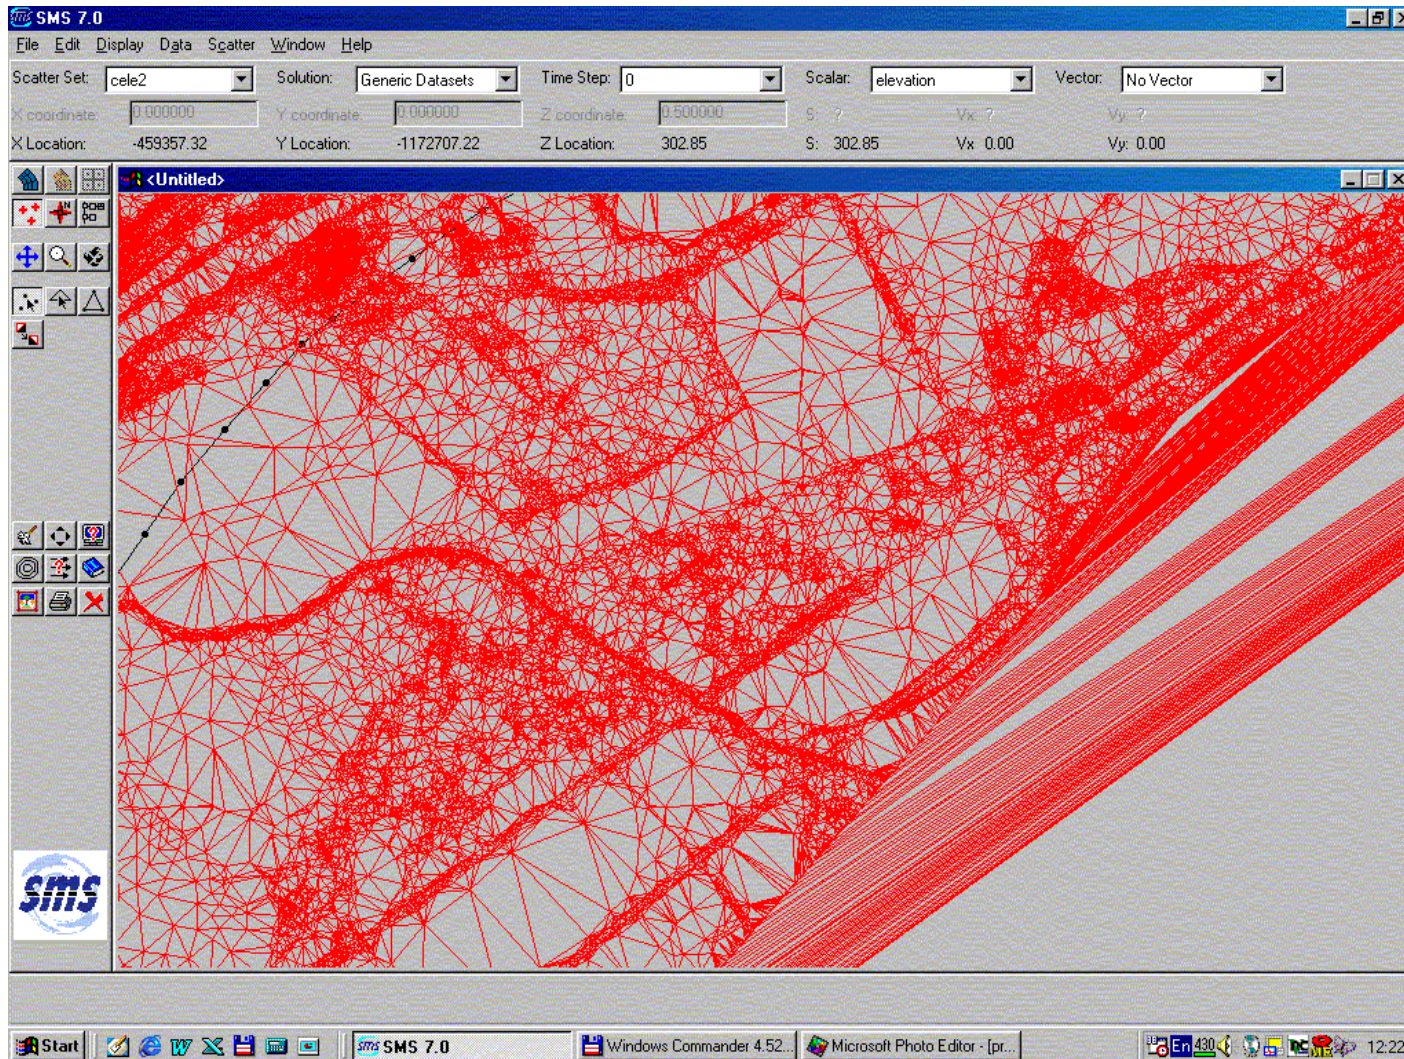 SMS 7.0
File Edit Display Data Scatter Window Help
Scatter Set: cele2 Solution: Generic Datasets Time Step: 0 Scalar: elevation Vector: No Vector
X coordinate: 0.000000 Y coordinate: 0.000000 Z coordinate: 0.500000 S: ? Vx: ? Vy: ?
X Location: -459357.32 Y Location: -1172707.22 Z Location: 302.85 S: 302.85 Vx 0.00 Vy: 0.00
<Untitled>
sms
Start SMS 7.0 Windows Commander 4.52... Microsoft Photo Editor - [pr... En 430 12:22